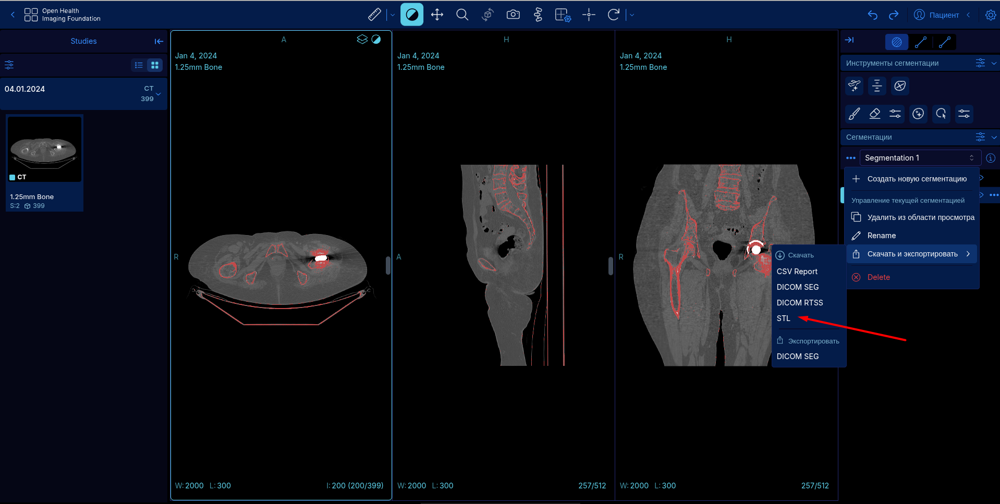 Open Health
Imaging Foundation
Пациент
Studies
04.01.2024
CT
399
CT
1.25mm Bone
S:2 399
A
Jan 4, 2024
1.25mm Bone
R
W: 2000 L: 300
I: 200 (200/399)
H
Jan 4, 2024
1.25mm Bone
A
W: 2000 L: 300
257/512
H
Jan 4, 2024
1.25mm Bone
R
W: 2000 L: 300
257/512
Инструменты сегментации
Сегментации
Segmentation 1
Создать новую сегментацию
Управление текущей сегментацией
Удалить из области просмотра
Rename
Скачать и экспортировать
Delete
Скачать
CSV Report
DICOM SEG
DICOM RTSS
STL
Экспортировать
DICOM SEG